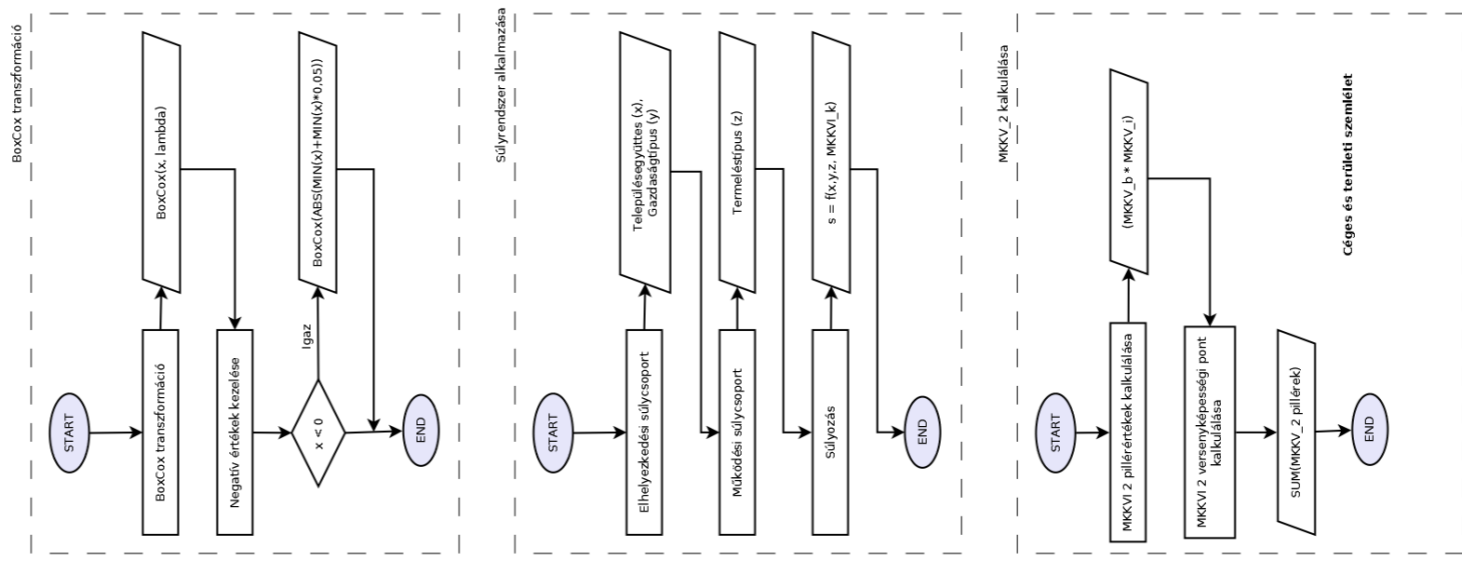 BoxCox transzformáció
START
BoxCox transzformáció
BoxCox(x, lambda)
Negatív értékek kezelése
x < 0
Igaz
BoxCox(ABS(MIN(x)+MIN(x)*0,05))
END
Súlyrendszer alkalmazása
START
Elhelyezkedési súlycsoport
Településegyüttes (x),
Gazdaságtípus (y)
Működési súlycsoport
Termeléstípus (z)
Súlyozás
s = f(x,y,z, MKKVI_k)
END
MKKV_2 kalkulálása
START
MKKVI 2 pillérértékek kalkulálása
(MKKV_b * MKKV_i)
MKKVI 2 versenyképességi pont
kalkulálása
SUM(MKKV_2 pillérek)
END
Céges és területi szemlélet